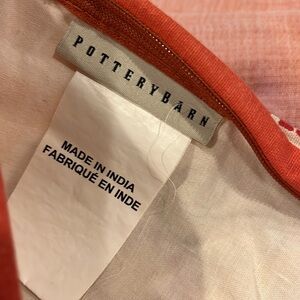 POTTERYBARN
MADE IN INDIA
FABRIQUÉ EN INDE